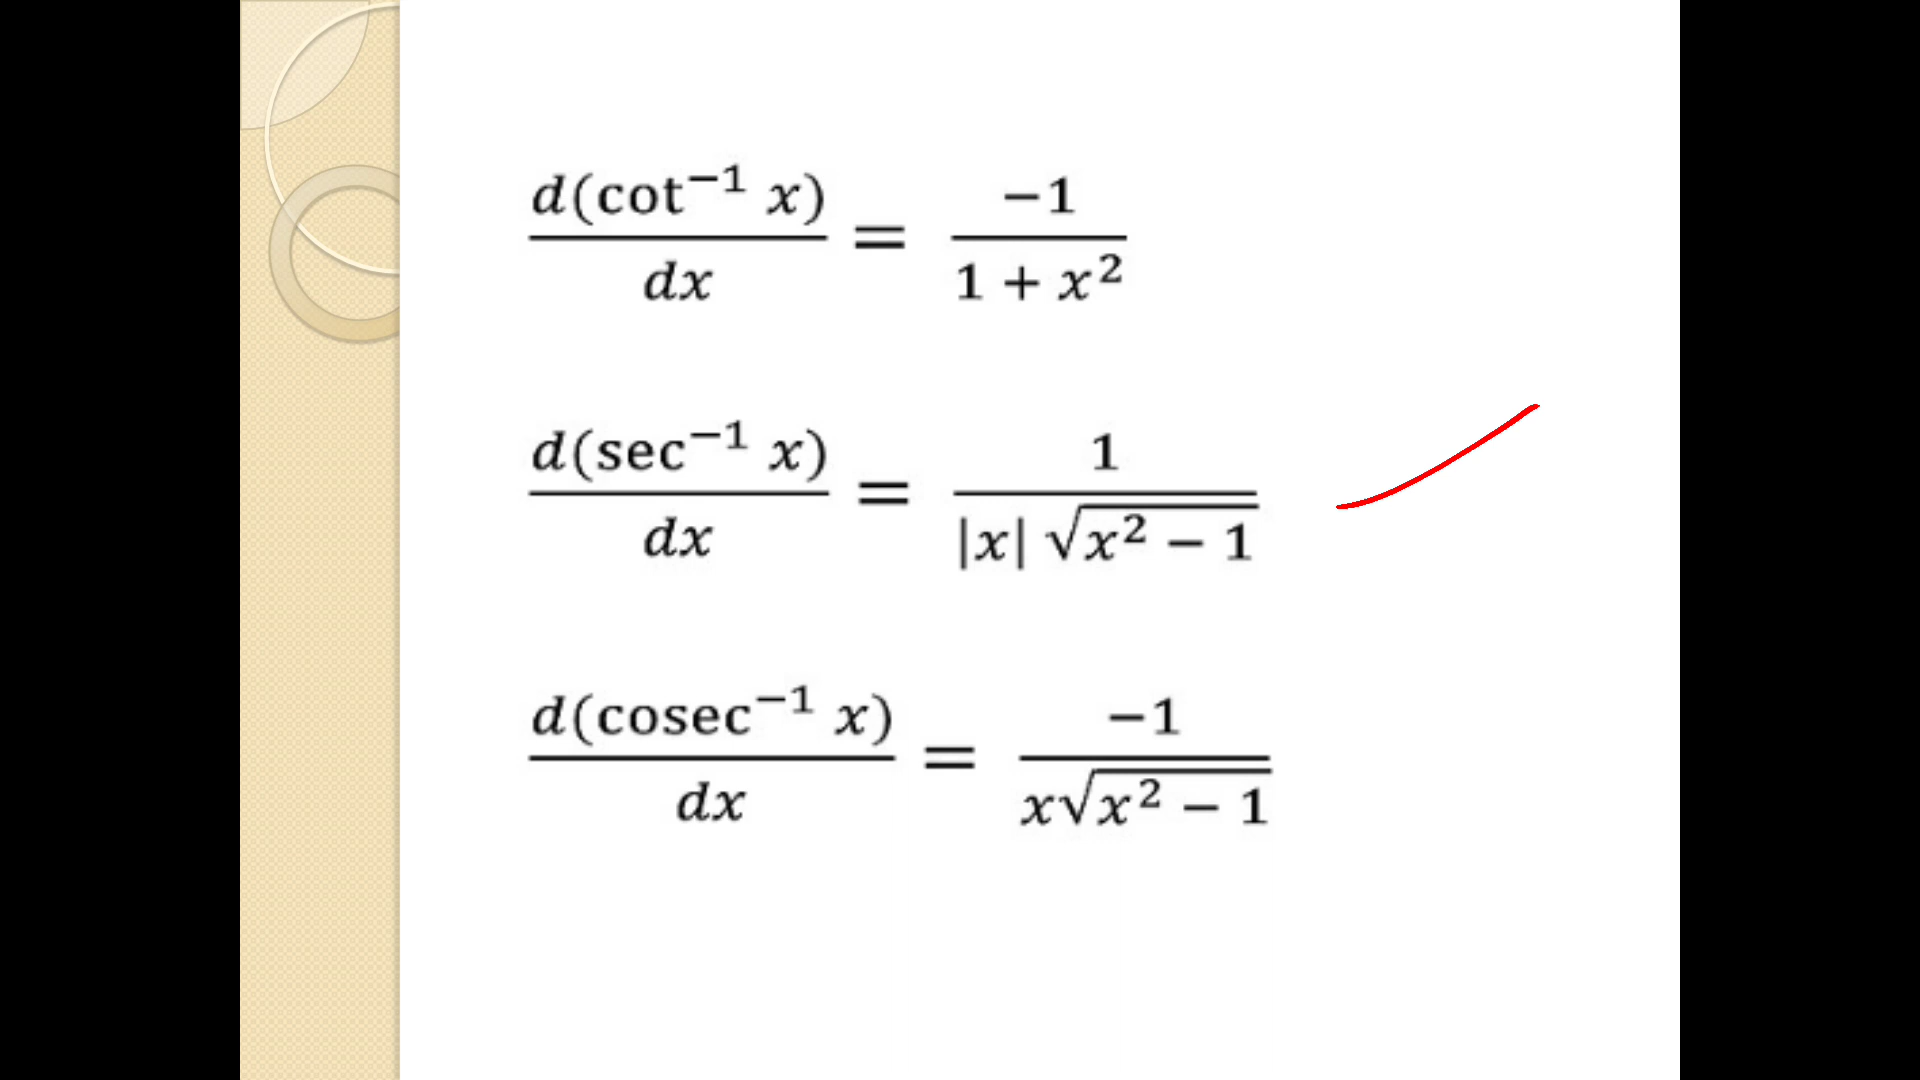 d(cot⁻¹ x)/dx = −1/(1 + x²)
d(sec⁻¹ x)/dx = 1/(|x| √(x² − 1))
d(cosec⁻¹ x)/dx = −1/(x√(x² − 1))